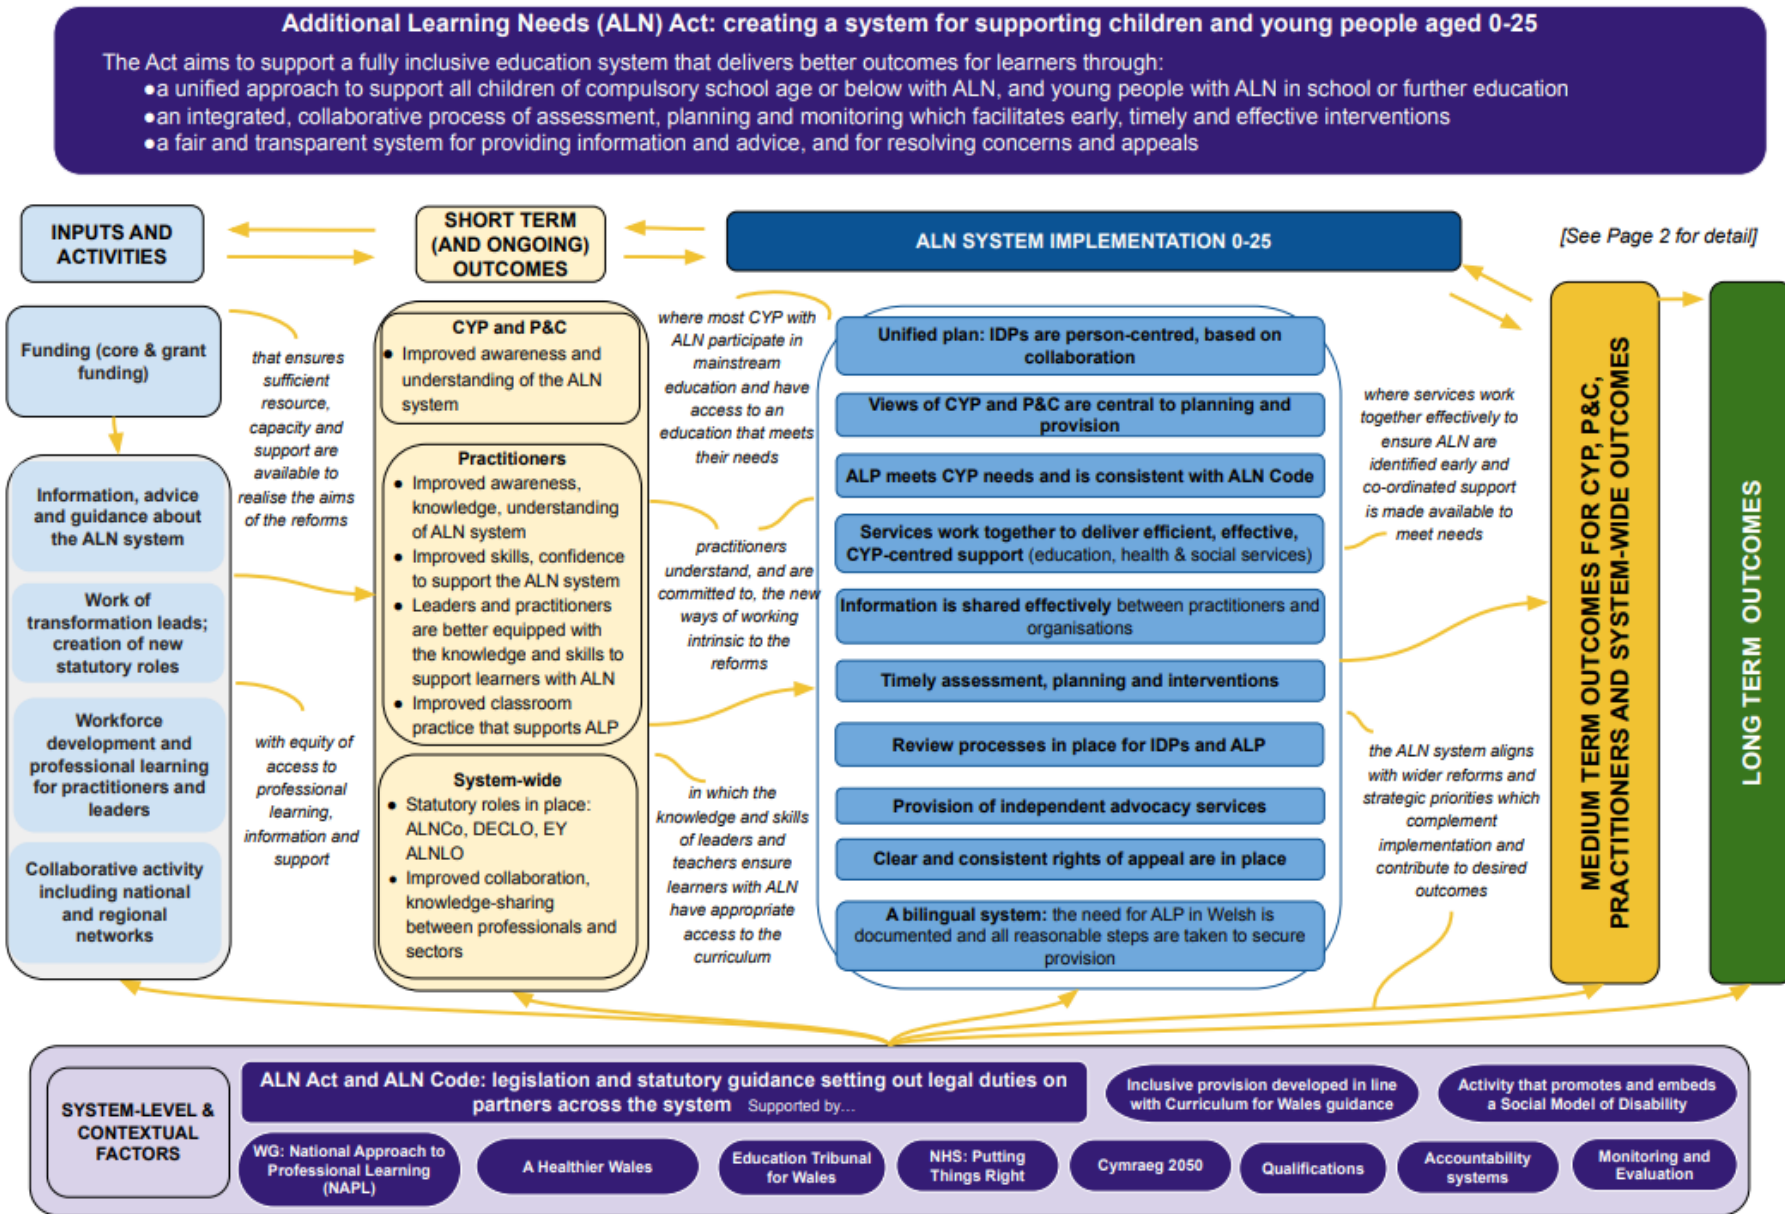 Additional Learning Needs (ALN) Act: creating a system for supporting children and young people aged 0-25
The Act aims to support a fully inclusive education system that delivers better outcomes for learners through:
●a unified approach to support all children of compulsory school age or below with ALN, and young people with ALN in school or further education
●an integrated, collaborative process of assessment, planning and monitoring which facilitates early, timely and effective interventions
●a fair and transparent system for providing information and advice, and for resolving concerns and appeals
INPUTS AND
ACTIVITIES
SHORT TERM
(AND ONGOING)
OUTCOMES
ALN SYSTEM IMPLEMENTATION 0-25
[See Page 2 for detail]
Funding (core & grant
funding)
Information, advice
and guidance about
the ALN system
Work of
transformation leads;
creation of new
statutory roles
Workforce
development and
professional learning
for practitioners and
leaders
Collaborative activity
including national
and regional
networks
that ensures
sufficient
resource,
capacity and
support are
available to
realise the aims
of the reforms
with equity of
access to
professional
learning,
information and
support
CYP and P&C
● Improved awareness and
understanding of the ALN
system
Practitioners
● Improved awareness,
knowledge, understanding
of ALN system
● Improved skills, confidence
to support the ALN system
● Leaders and practitioners
are better equipped with
the knowledge and skills to
support learners with ALN
● Improved classroom
practice that supports ALP
System-wide
● Statutory roles in place:
ALNCo, DECLO, EY
ALNLO
● Improved collaboration,
knowledge-sharing
between professionals and
sectors
where most CYP with
ALN participate in
mainstream
education and have
access to an
education that meets
their needs
practitioners
understand, and are
committed to, the new
ways of working
intrinsic to the
reforms
in which the
knowledge and skills
of leaders and
teachers ensure
learners with ALN
have appropriate
access to the
curriculum
Unified plan: IDPs are person-centred, based on
collaboration
Views of CYP and P&C are central to planning and
provision
ALP meets CYP needs and is consistent with ALN Code
Services work together to deliver efficient, effective,
CYP-centred support (education, health & social services)
Information is shared effectively between practitioners and
organisations
Timely assessment, planning and interventions
Review processes in place for IDPs and ALP
Provision of independent advocacy services
Clear and consistent rights of appeal are in place
A bilingual system: the need for ALP in Welsh is
documented and all reasonable steps are taken to secure
provision
where services work
together effectively to
ensure ALN are
identified early and
co-ordinated support
is made available to
meet needs
the ALN system aligns
with wider reforms and
strategic priorities which
complement
implementation and
contribute to desired
outcomes
MEDIUM TERM OUTCOMES FOR CYP, P&C,
PRACTITIONERS AND SYSTEM-WIDE OUTCOMES
LONG TERM OUTCOMES
SYSTEM-LEVEL &
CONTEXTUAL
FACTORS
ALN Act and ALN Code: legislation and statutory guidance setting out legal duties on
partners across the system Supported by…
Inclusive provision developed in line
with Curriculum for Wales guidance
Activity that promotes and embeds
a Social Model of Disability
WG: National Approach to
Professional Learning
(NAPL)
A Healthier Wales
Education Tribunal
for Wales
NHS: Putting
Things Right
Cymraeg 2050
Qualifications
Accountability
systems
Monitoring and
Evaluation